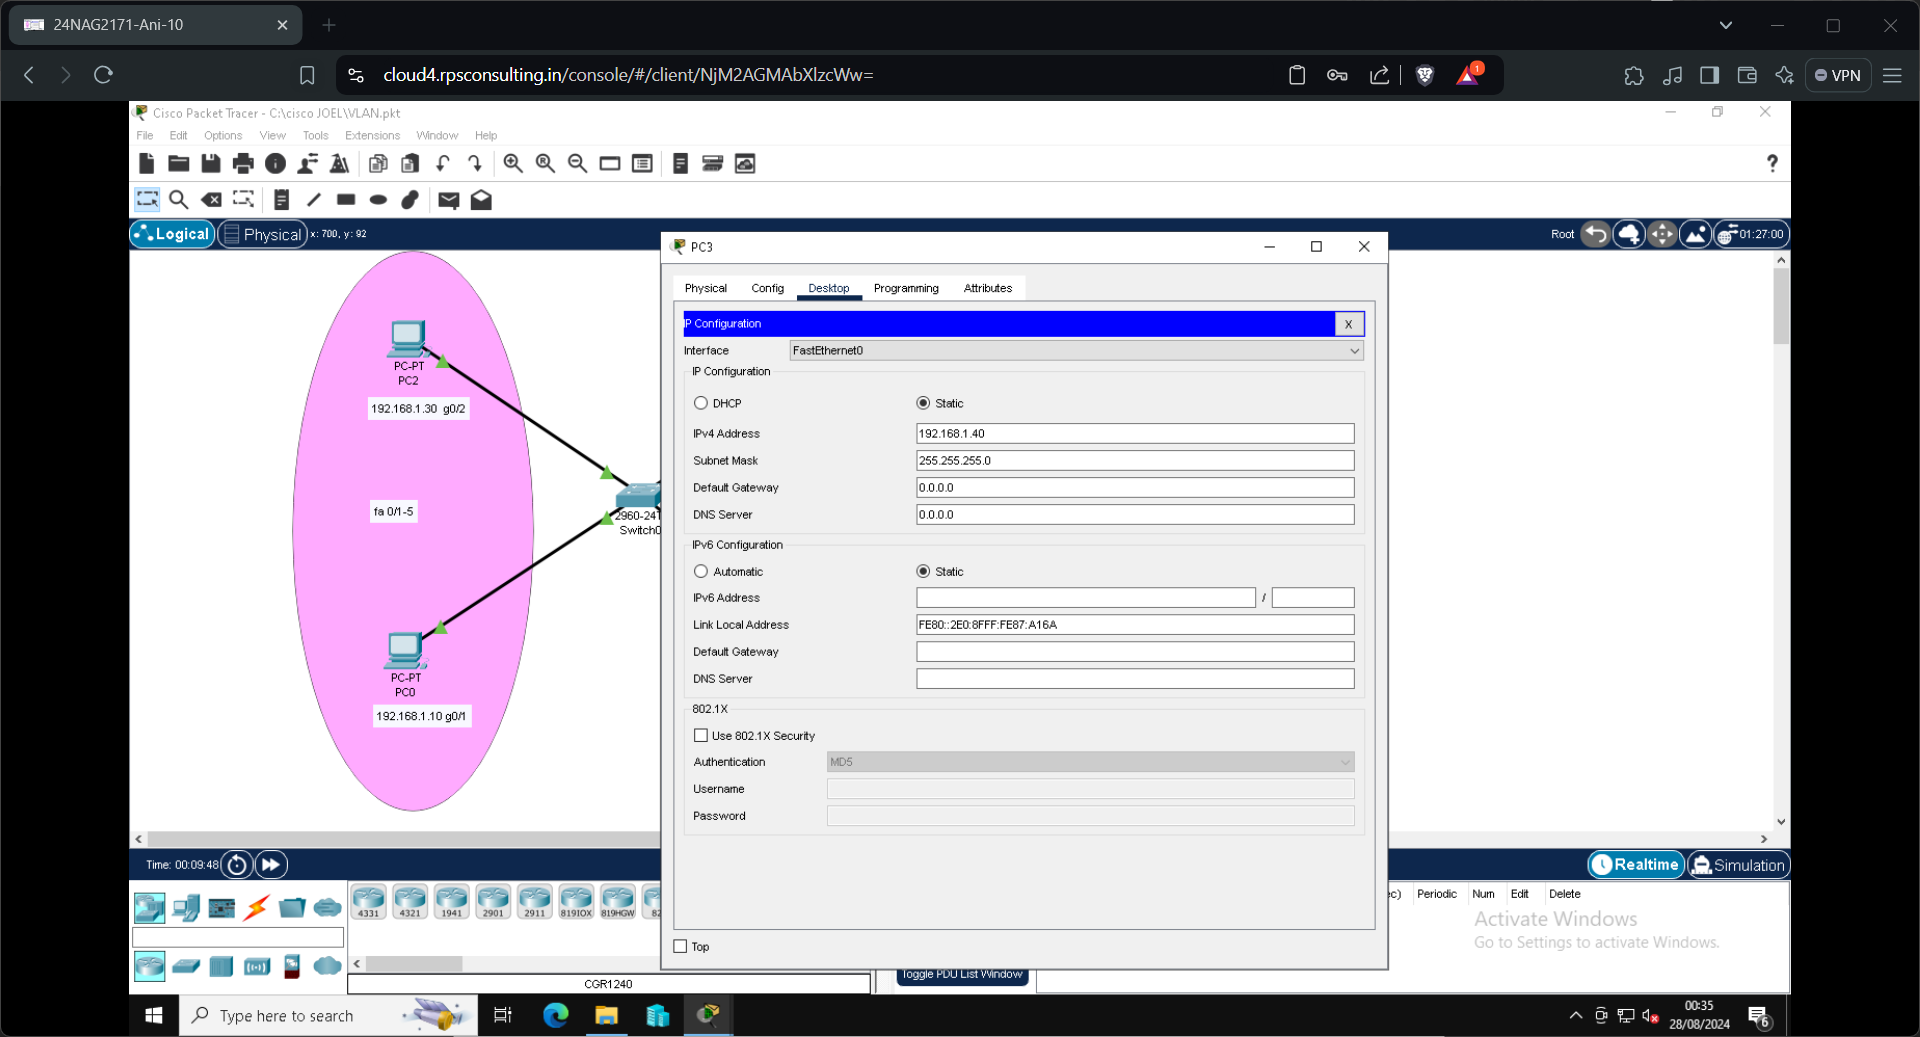 24NAG2171-Ani-10
cloud4.rpsconsulting.in/console/#/client/NjM2AGMAbXlzcWw=
1
VPN
Cisco Packet Tracer - C:\cisco JOEL\VLAN.pkt
File Edit Options View Tools Extensions Window Help
?
Logical Physical x: 700, y: 92
Root 01:27:00
PC3
Physical Config Desktop Programming Attributes
IP Configuration
X
Interface FastEthernet0
IP Configuration
DHCP Static
IPv4 Address 192.168.1.40
Subnet Mask 255.255.255.0
Default Gateway 0.0.0.0
DNS Server 0.0.0.0
IPv6 Configuration
Automatic Static
IPv6 Address /
Link Local Address FE80::2E0:8FFF:FE87:A16A
Default Gateway
DNS Server
802.1X
Use 802.1X Security
Authentication MD5
Username
Password
Top
PC-PT
PC2
192.168.1.30 g0/2
fa 0/1-5
2960-24T
Switch0
PC-PT
PC0
192.168.1.10 g0/1
Time: 00:09:48
Realtime Simulation
4331 4321 1941 2901 2911 819IOX 819HGW
CGR1240
Periodic Num Edit Delete
Activate Windows
Go to Settings to activate Windows.
Toggle PDU List Window
Type here to search
00:35
28/08/2024
6